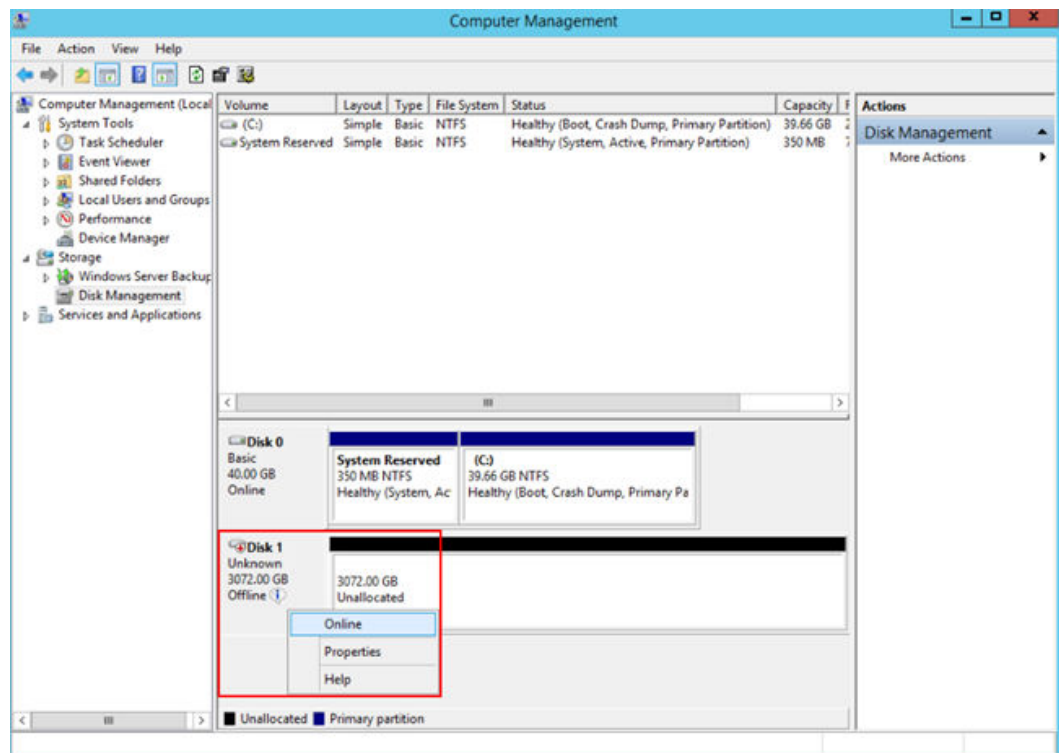 Computer Management
X
File Action View Help
Computer Management (Local
System Tools
Task Scheduler
Event Viewer
Shared Folders
Local Users and Groups
Performance
Device Manager
Storage
Windows Server Backup
Disk Management
Services and Applications
Volume Layout Type File System Status Capacity F
(C:) Simple Basic NTFS Healthy (Boot, Crash Dump, Primary Partition) 39.66 GB
System Reserved Simple Basic NTFS Healthy (System, Active, Primary Partition) 350 MB
Disk 0
Basic
40.00 GB
Online
System Reserved
350 MB NTFS
Healthy (System, Ac
(C:)
39.66 GB NTFS
Healthy (Boot, Crash Dump, Primary Pa
Disk 1
Unknown
3072.00 GB
Offline
3072.00 GB
Unallocated
Online
Properties
Help
Unallocated Primary partition
Actions
Disk Management
More Actions